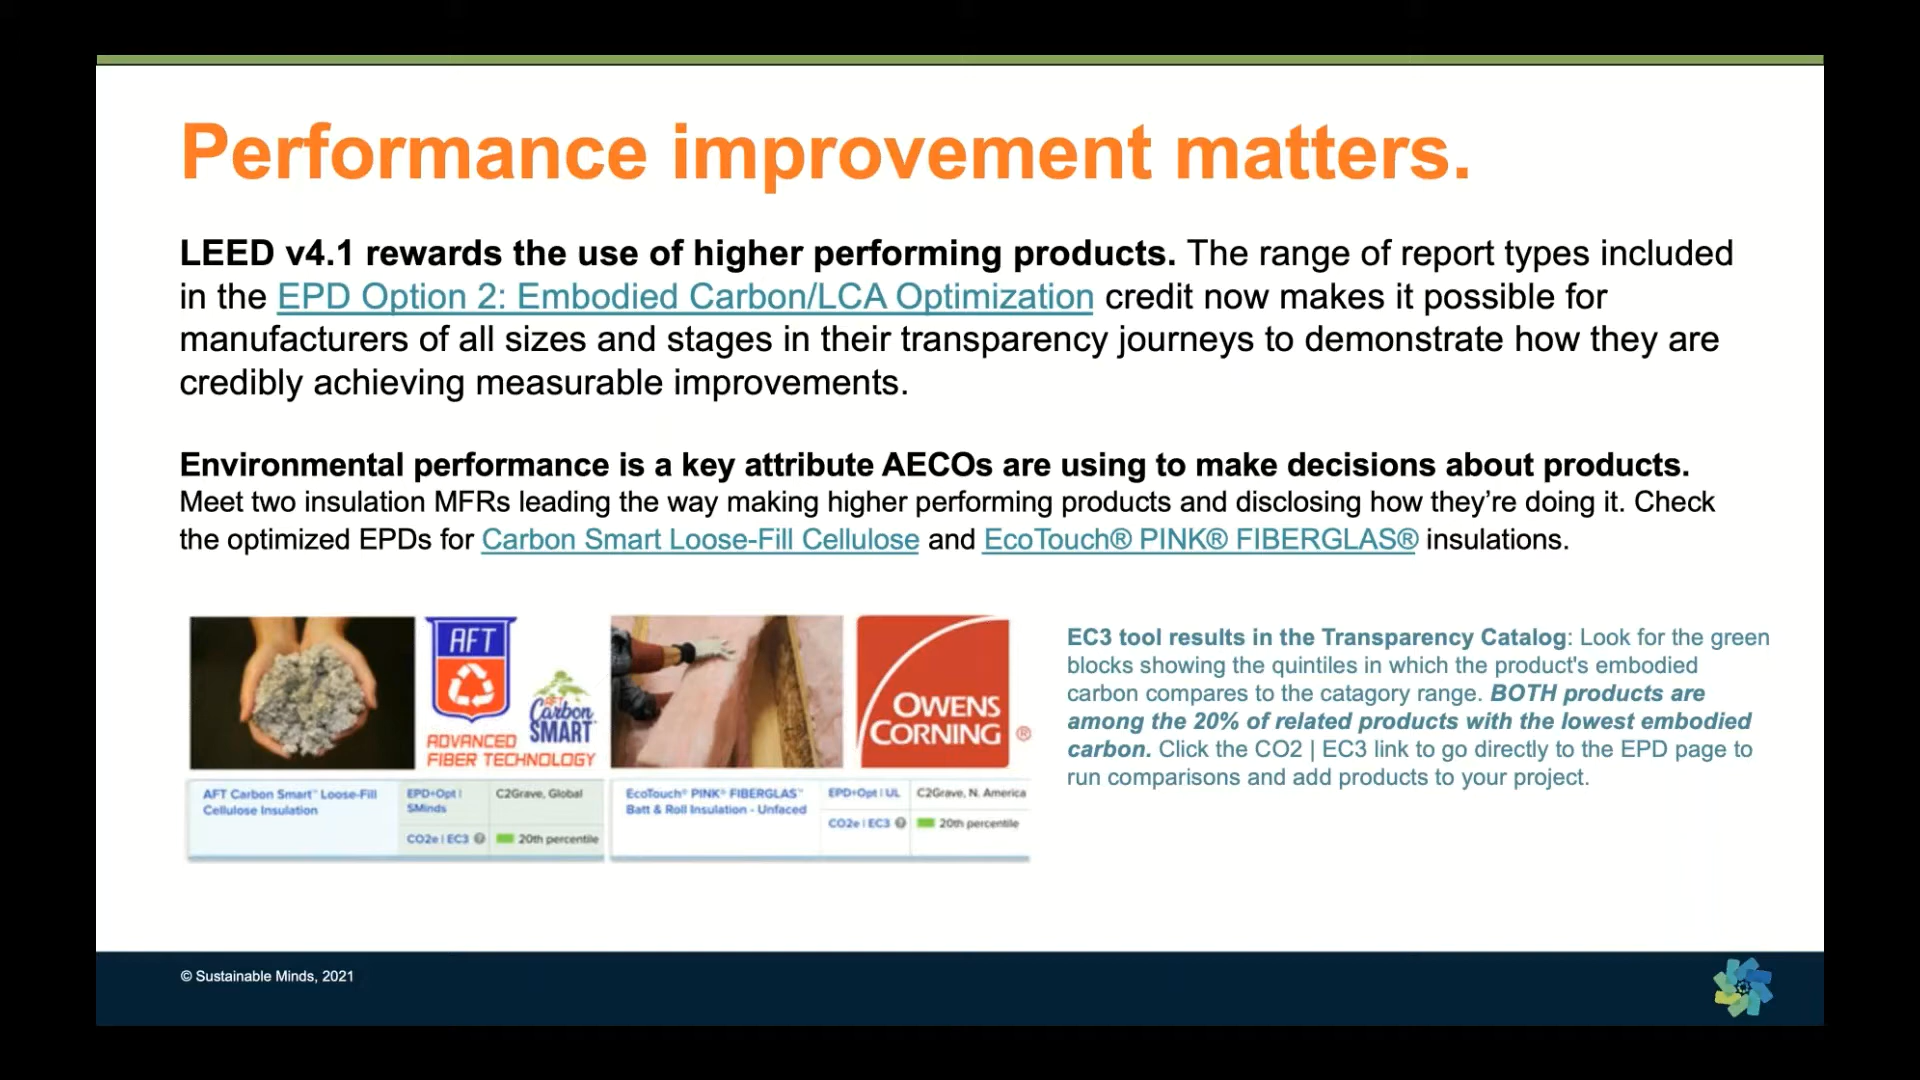 Performance improvement matters.
LEED v4.1 rewards the use of higher performing products. The range of report types included
in the EPD Option 2: Embodied Carbon/LCA Optimization credit now makes it possible for
manufacturers of all sizes and stages in their transparency journeys to demonstrate how they are
credibly achieving measurable improvements.
Environmental performance is a key attribute AECOs are using to make decisions about products.
Meet two insulation MFRs leading the way making higher performing products and disclosing how they're doing it. Check
the optimized EPDs for Carbon Smart Loose-Fill Cellulose and EcoTouch® PINK® FIBERGLAS® insulations.
AFT
Carbon
SMART
ADVANCED
FIBER TECHNOLOGY
OWENS
CORNING ®
AFT Carbon Smart™ Loose-Fill
Cellulose Insulation
EPD+Opt |
SMinds
C2Grave, Global
CO2e | EC3 ?
20th percentile
EcoTouch® PINK® FIBERGLAS™
Batt & Roll Insulation - Unfaced
EPD+Opt | UL
C2Grave, N. America
CO2e | EC3 ?
20th percentile
EC3 tool results in the Transparency Catalog: Look for the green
blocks showing the quintiles in which the product's embodied
carbon compares to the catagory range. BOTH products are
among the 20% of related products with the lowest embodied
carbon. Click the CO2 | EC3 link to go directly to the EPD page to
run comparisons and add products to your project.
© Sustainable Minds, 2021